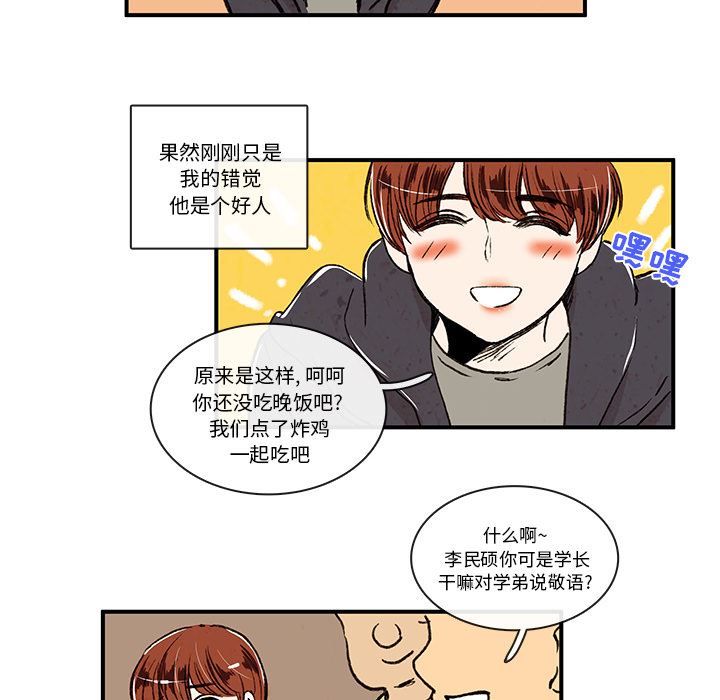 果然刚刚只是
我的错觉
他是个好人
嘿嘿
原来是这样, 呵呵
你还没吃晚饭吧?
我们点了炸鸡
一起吃吧
什么啊~
李民硕你可是学长
干嘛对学弟说敬语?